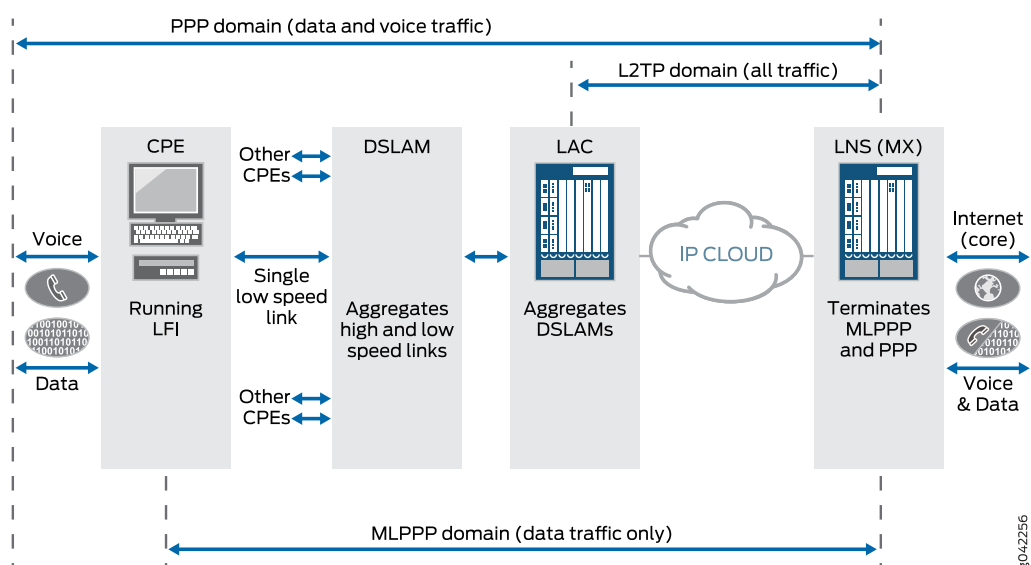 PPP domain (data and voice traffic)
L2TP domain (all traffic)
CPE
Other
CPEs
DSLAM
LAC
LNS (MX)
Voice
Internet
(core)
IP CLOUD
Single
low speed
link
Running
LFI
Aggregates
high and low
speed links
Aggregates
DSLAMs
Terminates
MLPPP
and PPP
Data
Other
CPEs
Voice
& Data
MLPPP domain (data traffic only)
g042256